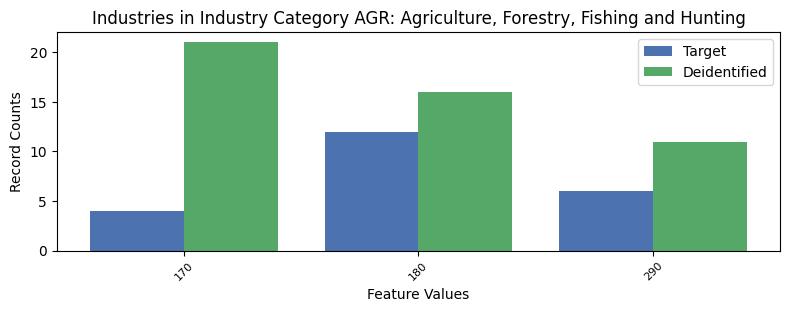 Industries in Industry Category AGR: Agriculture, Forestry, Fishing and Hunting
Target
Deidentified
Record Counts
20
15
10
5
0
170
180
290
Feature Values